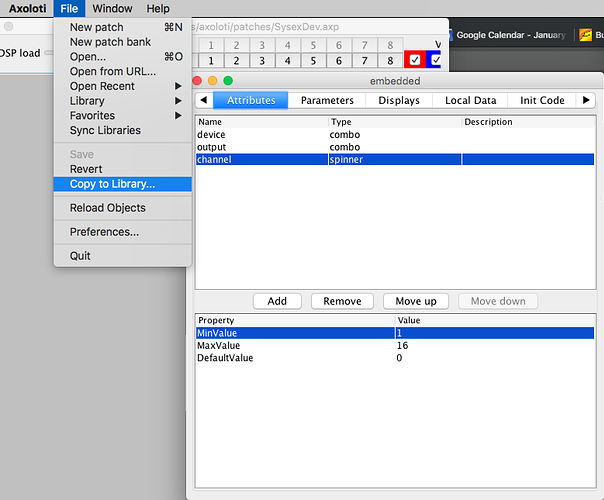 Axoloti File Window Help
New patch ⌘N
New patch bank
Open... ⌘O
Open from URL...
Open Recent
Library
Favorites
Sync Libraries
Save
Revert
Copy to Library...
Reload Objects
Preferences...
Quit
s/axoloti/patches/SysexDev.axp
DSP load
1 2 3 4 5 6 7 8
1 2 3 4 5 6 7 8
Google Calendar - January
Bu
embedded
Attributes Parameters Displays Local Data Init Code
Name Type Description
device combo
output combo
channel spinner
Add Remove Move up Move down
Property Value
MinValue 1
MaxValue 16
DefaultValue 0